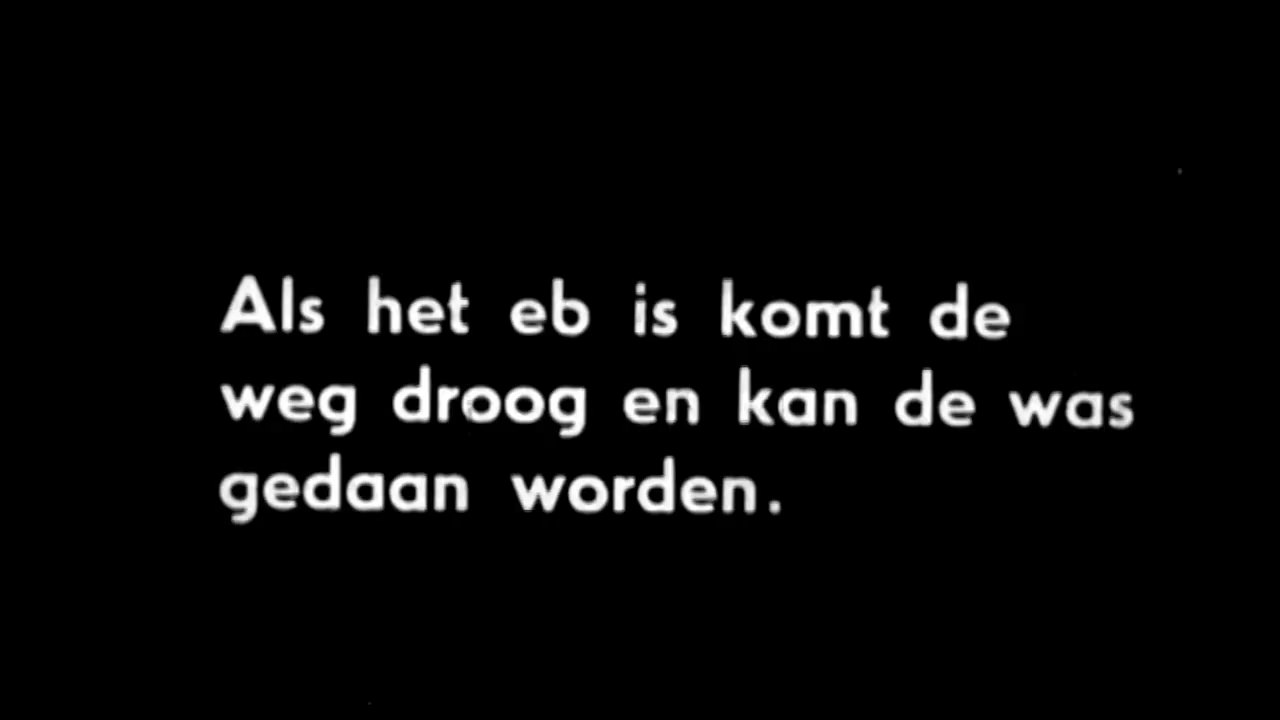 Als het eb is komt de
weg droog en kan de was
gedaan worden.